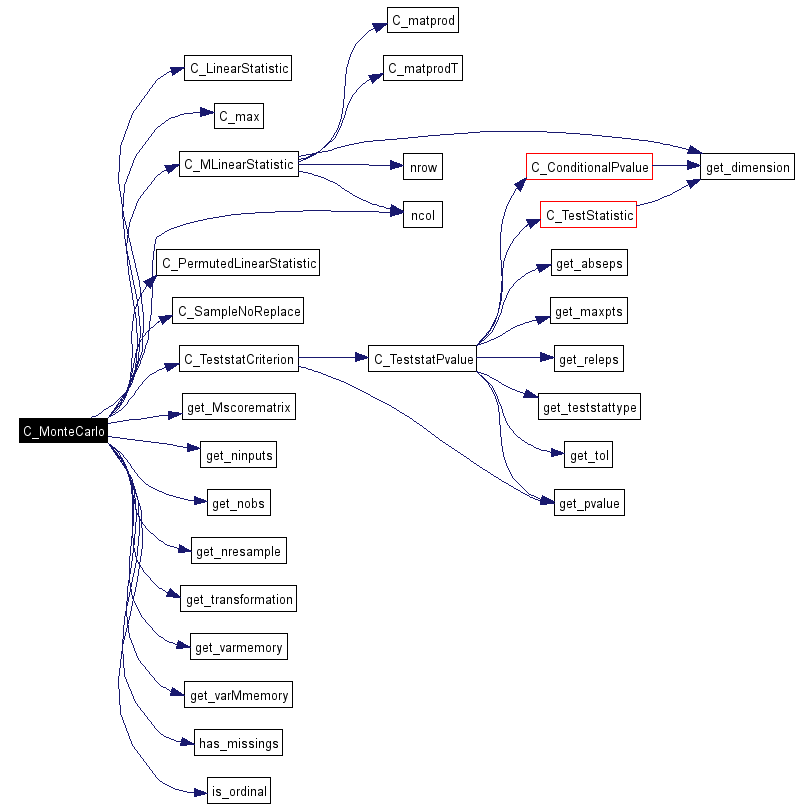 C_matprod
C_LinearStatistic
C_matprodT
C_max
C_MLinearStatistic
nrow
C_ConditionalPvalue
get_dimension
ncol
C_TestStatistic
C_PermutedLinearStatistic
get_abseps
C_SampleNoReplace
get_maxpts
C_TeststatCriterion
C_TeststatPvalue
get_releps
get_Mscorematrix
get_teststattype
C_MonteCarlo
get_ninputs
get_tol
get_nobs
get_pvalue
get_nresample
get_transformation
get_varmemory
get_varMmemory
has_missings
is_ordinal